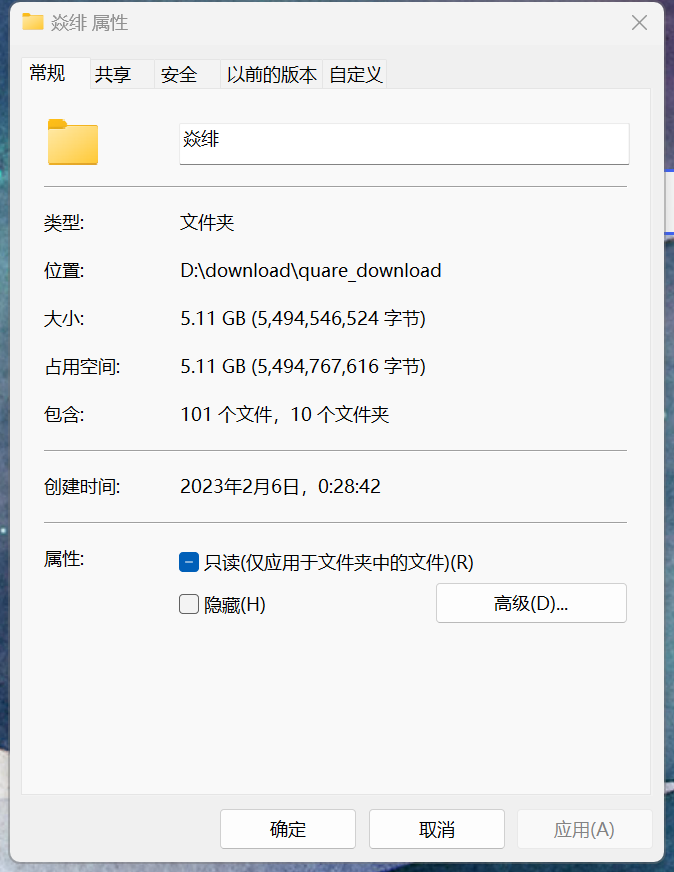 焱绯 属性
常规 共享 安全 以前的版本 自定义
焱绯
类型: 文件夹
位置: D:\download\quare_download
大小: 5.11 GB (5,494,546,524 字节)
占用空间: 5.11 GB (5,494,767,616 字节)
包含: 101 个文件，10 个文件夹
创建时间: 2023年2月6日，0:28:42
属性: 只读(仅应用于文件夹中的文件)(R)
隐藏(H) 高级(D)...
确定 取消 应用(A)